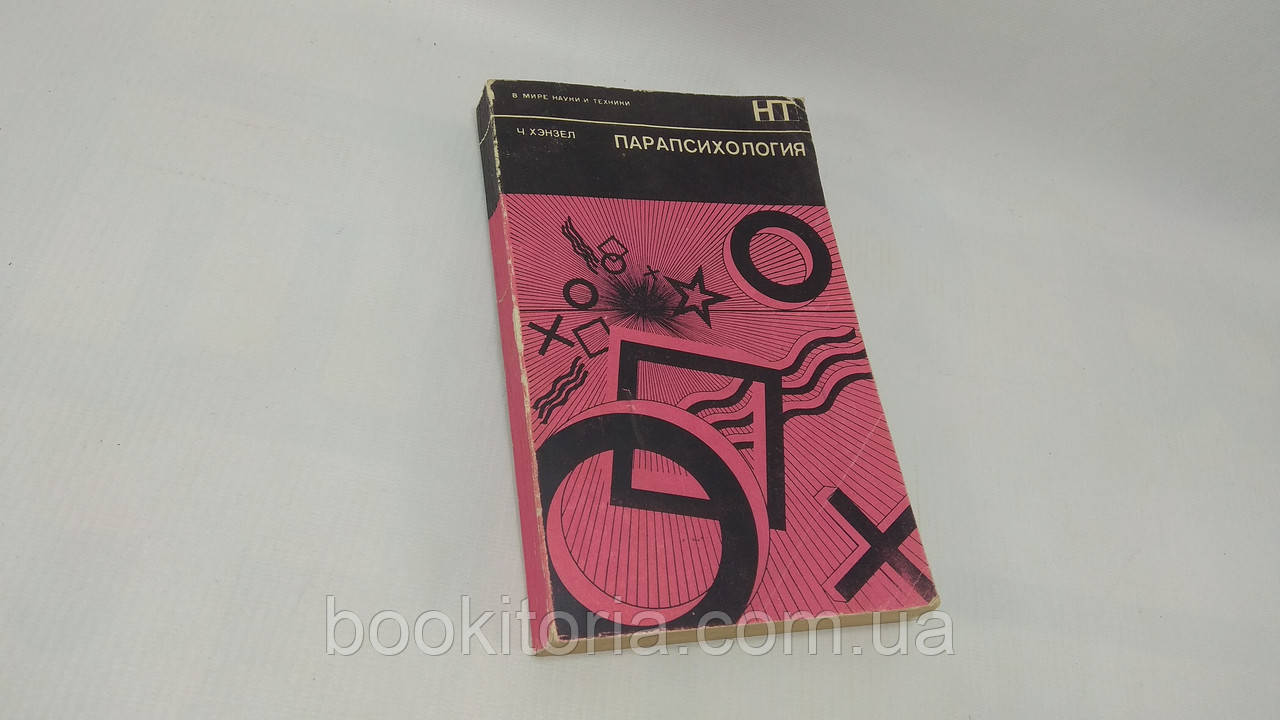 В МИРЕ НАУКИ И ТЕХНИКИ
НТ
Ч. ХЭНЗЕЛ
ПАРАПСИХОЛОГИЯ
bookitoria.com.ua